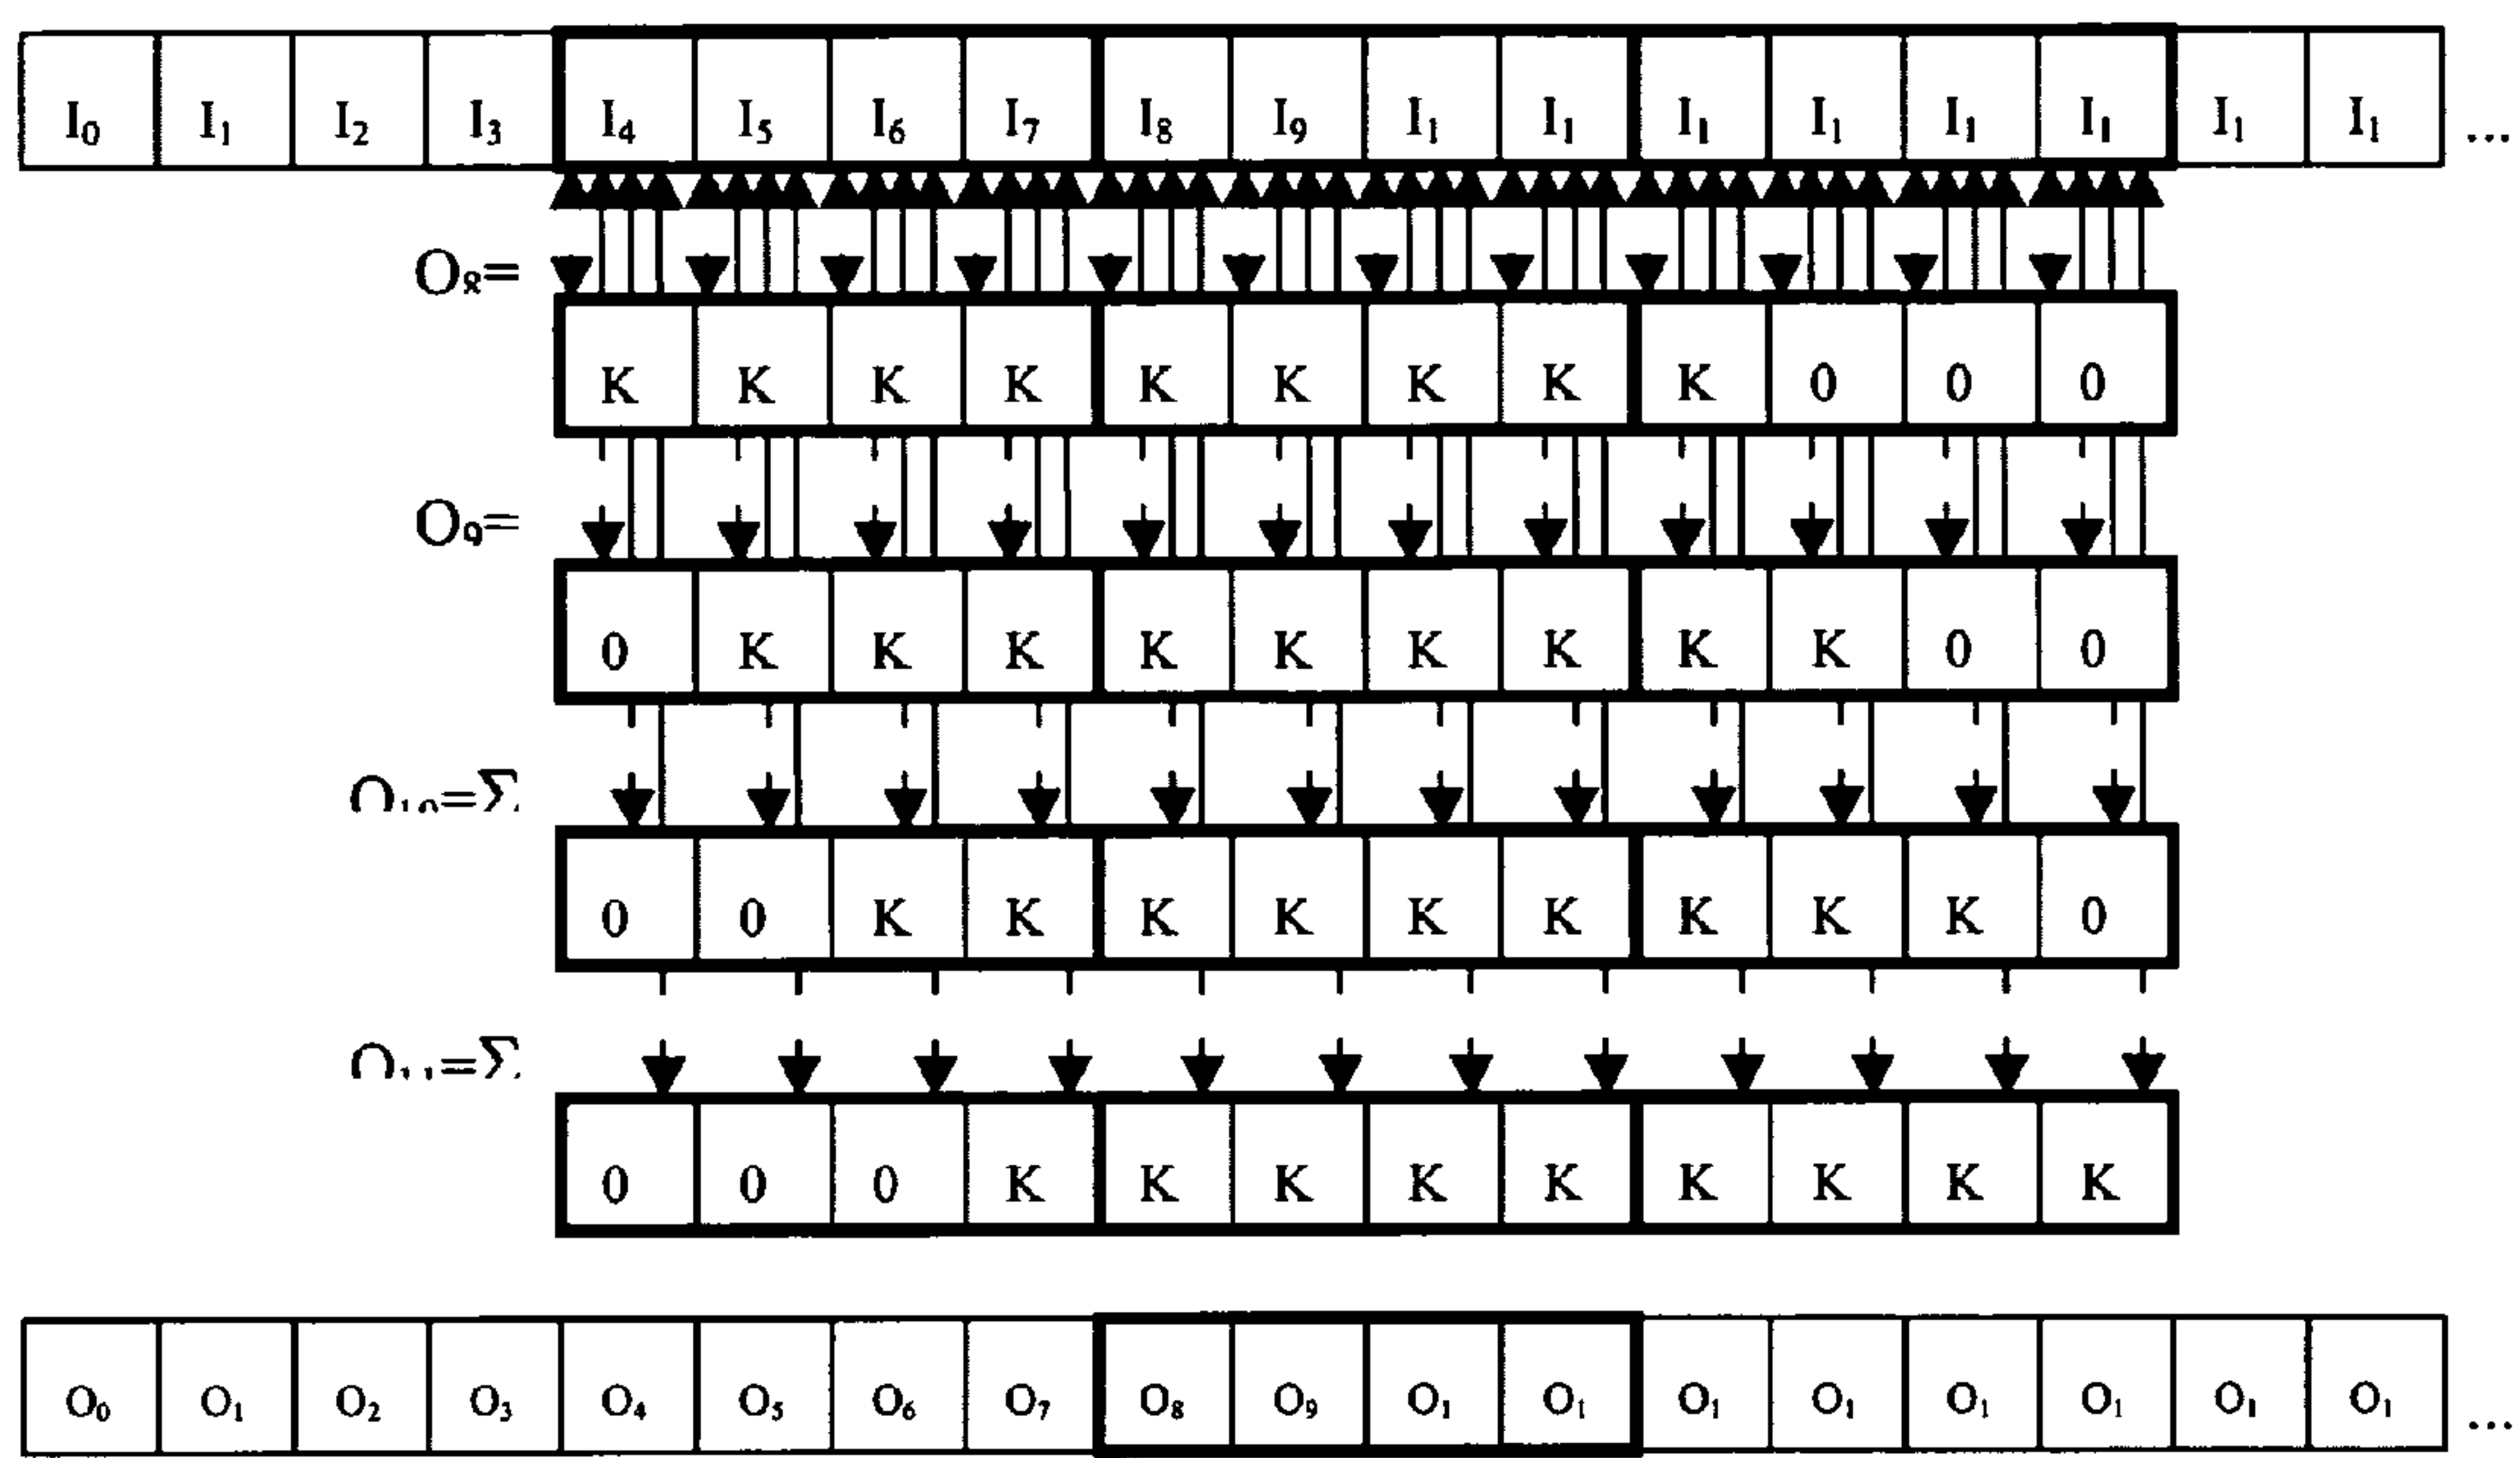 I₀ I₁ I₂ I₃ I₄ I₅ I₆ I₇ I₈ I₉ I₁ I₁ I₁ I₁ I₁ I₁ I₁ I₁ ...
O₈=
K K K K K K K K K 0 0 0
O₉=
0 K K K K K K K K K 0 0
O₁₀=Σ
0 0 K K K K K K K K K 0
O₁₁=Σ
0 0 0 K K K K K K K K K
O₀ O₁ O₂ O₃ O₄ O₅ O₆ O₇ O₈ O₉ O₁ O₁ O₁ O₁ O₁ O₁ O₁ O₁ ...